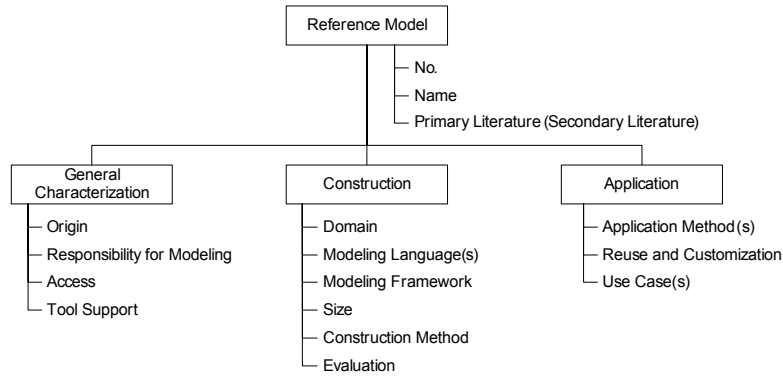 Reference Model
No.
Name
Primary Literature (Secondary Literature)
General
Characterization
Origin
Responsibility for Modeling
Access
Tool Support
Construction
Domain
Modeling Language(s)
Modeling Framework
Size
Construction Method
Evaluation
Application
Application Method(s)
Reuse and Customization
Use Case(s)